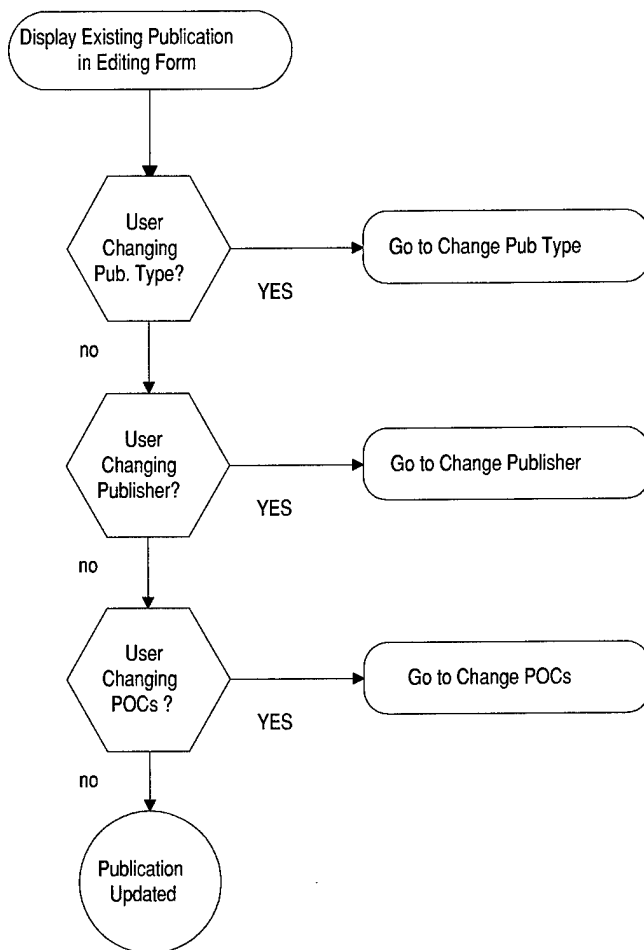 Display Existing Publication
in Editing Form
User
Changing
Pub. Type?
YES
Go to Change Pub Type
no
User
Changing
Publisher?
YES
Go to Change Publisher
no
User
Changing
POCs ?
YES
Go to Change POCs
no
Publication
Updated